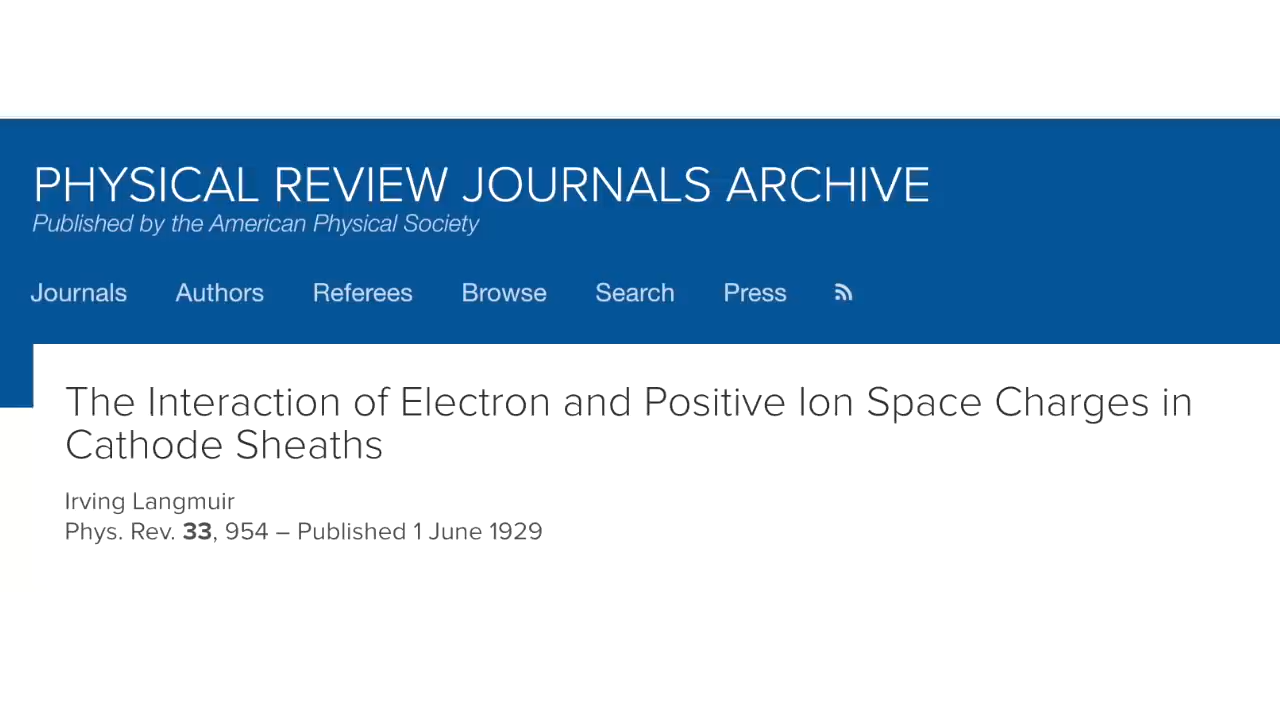 PHYSICAL REVIEW JOURNALS ARCHIVE
Published by the American Physical Society
Journals Authors Referees Browse Search Press
The Interaction of Electron and Positive Ion Space Charges in
Cathode Sheaths
Irving Langmuir
Phys. Rev. 33, 954 – Published 1 June 1929